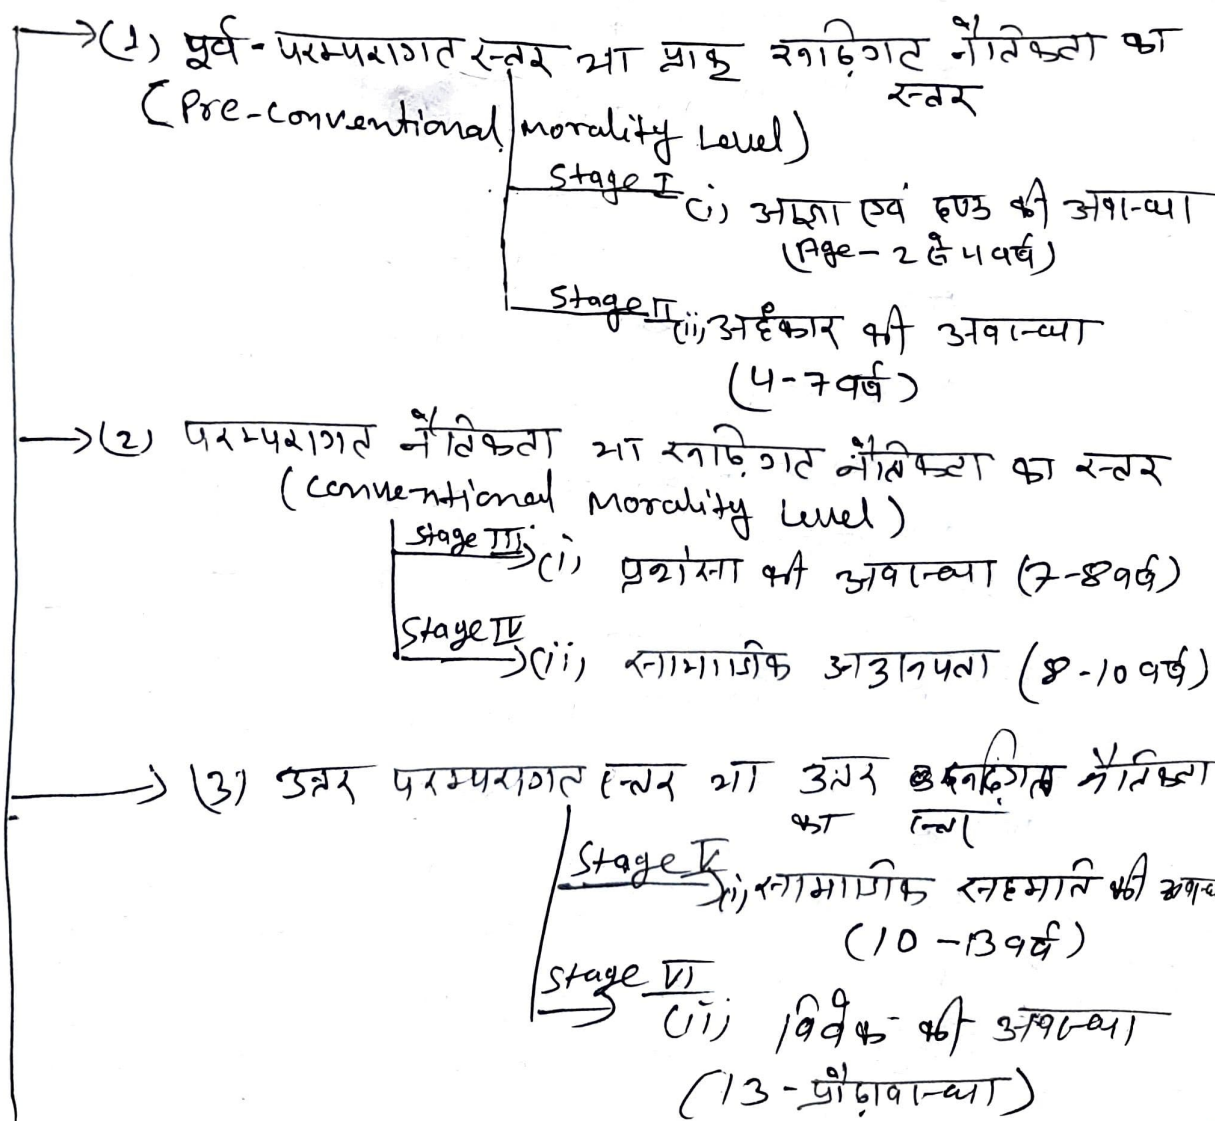 →(1) पूर्व - परम्परागत स्तर या प्राक् रूढ़िगत नैतिकता का
स्तर
(Pre-conventional morality Level)
Stage I (i) आज्ञा एवं दण्ड की अवस्था
(Age - 2 से 4 वर्ष)
Stage II (ii) अहंकार की अवस्था
(4-7 वर्ष)
→(2) परम्परागत नैतिकता या रूढ़िगत नैतिकता का स्तर
(Conventional Morality Level)
Stage III (i) प्रशंसा की अवस्था (7-8 वर्ष)
Stage IV (ii) सामाजिक (8-10 वर्ष)
→ (3) उत्तर परम्परागत स्तर या उत्तर रूढ़िगत नैतिकता
का स्तर
Stage V (i) सामाजिक सहमति की
(10 - 13 वर्ष)
Stage VI
(ii) विवेक की अवस्था
(13 - प्रौढ़ावस्था)